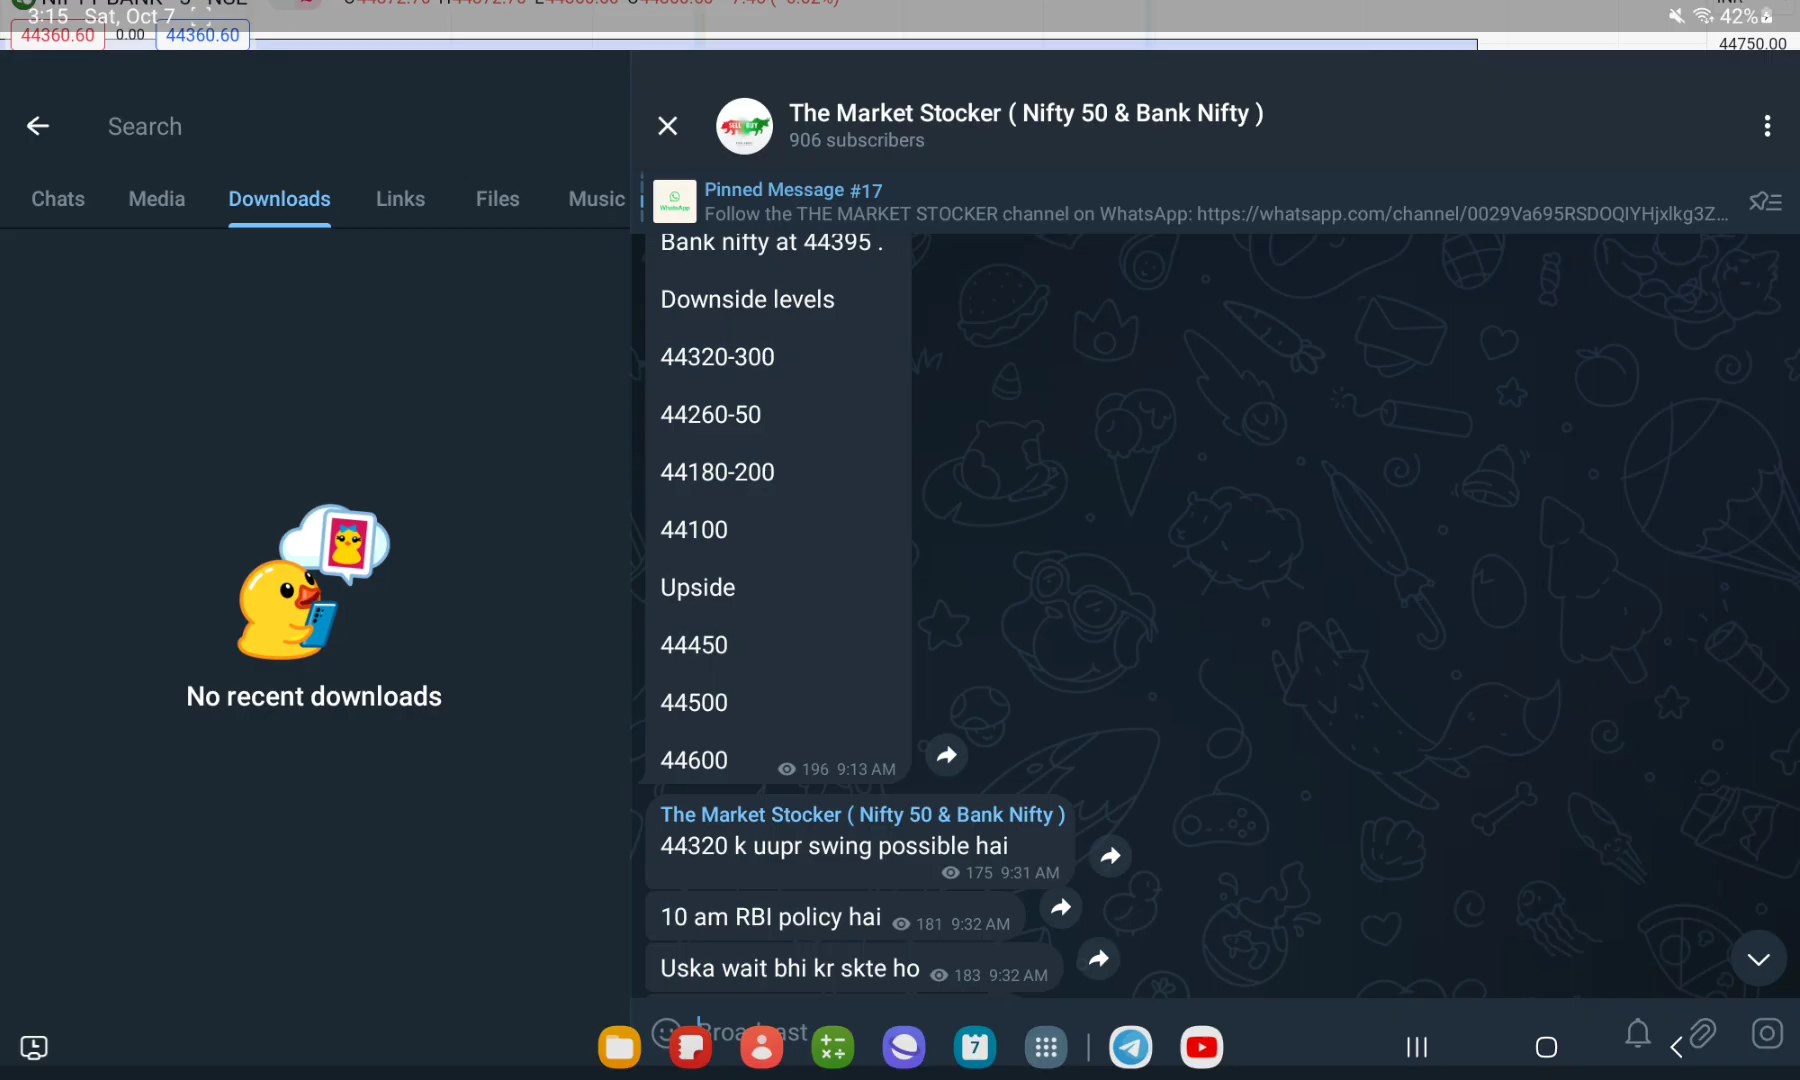 3:15 Sat, Oct 7
42%
44360.60 0.00 44360.60
44750.00
Search
Chats Media Downloads Links Files Music
No recent downloads
The Market Stocker ( Nifty 50 & Bank Nifty )
906 subscribers
Pinned Message #17
Follow the THE MARKET STOCKER channel on WhatsApp: https://whatsapp.com/channel/0029Va695RSDOQIYHjxlkg3Z...
WhatsApp
Bank nifty at 44395 .
Downside levels
44320-300
44260-50
44180-200
44100
Upside
44450
44500
44600
196 9:13 AM
The Market Stocker ( Nifty 50 & Bank Nifty )
44320 k uupr swing possible hai
175 9:31 AM
10 am RBI policy hai 181 9:32 AM
Uska wait bhi kr skte ho 183 9:32 AM
Broadcast
7